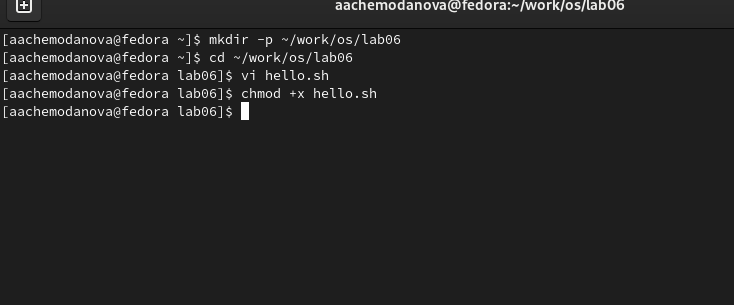 aachemodanova@fedora:~/work/os/lab06
[aachemodanova@fedora ~]$ mkdir -p ~/work/os/lab06
[aachemodanova@fedora ~]$ cd ~/work/os/lab06
[aachemodanova@fedora lab06]$ vi hello.sh
[aachemodanova@fedora lab06]$ chmod +x hello.sh
[aachemodanova@fedora lab06]$